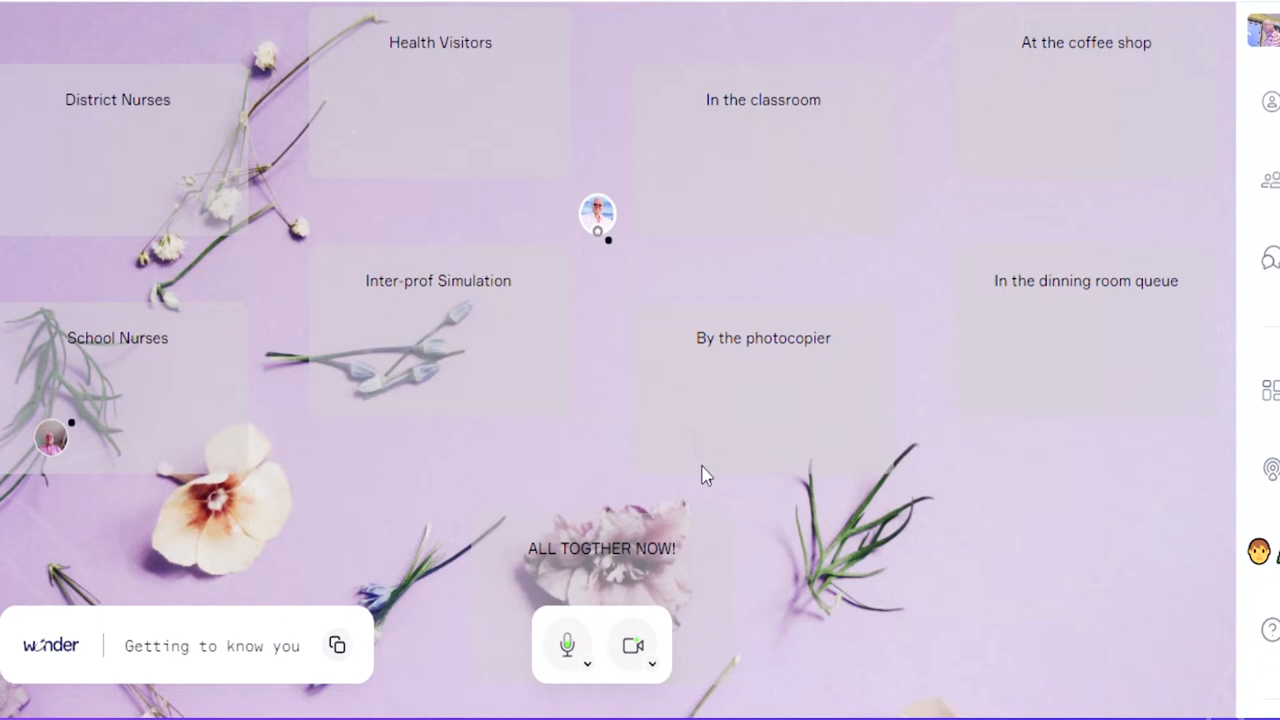 Health Visitors
At the coffee shop
District Nurses
In the classroom
Inter-prof Simulation
In the dinning room queue
School Nurses
By the photocopier
ALL TOGTHER NOW!
wonder
Getting to know you